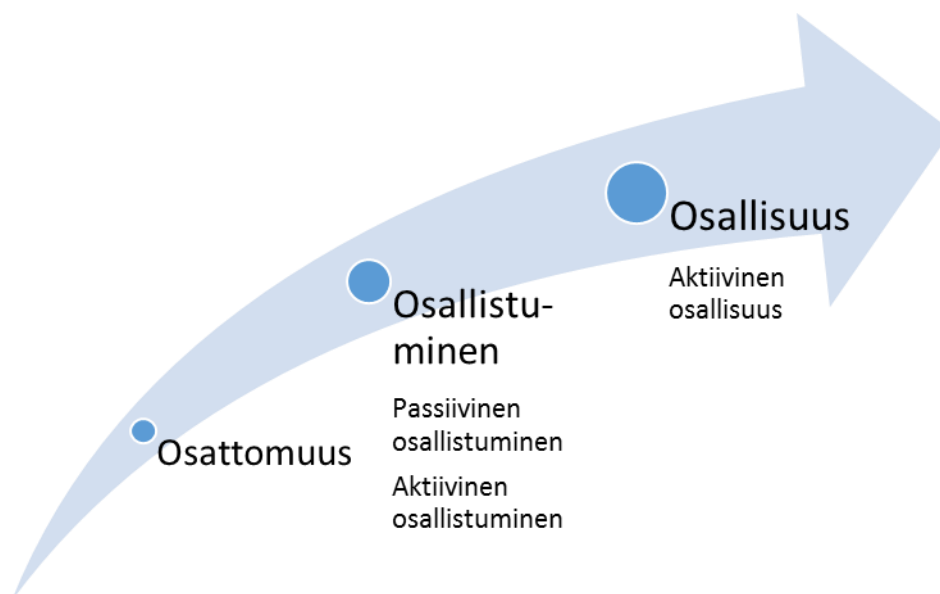 Osattomuus
Osallistu-
minen
Passiivinen
osallistuminen
Aktiivinen
osallistuminen
Osallisuus
Aktiivinen
osallisuus